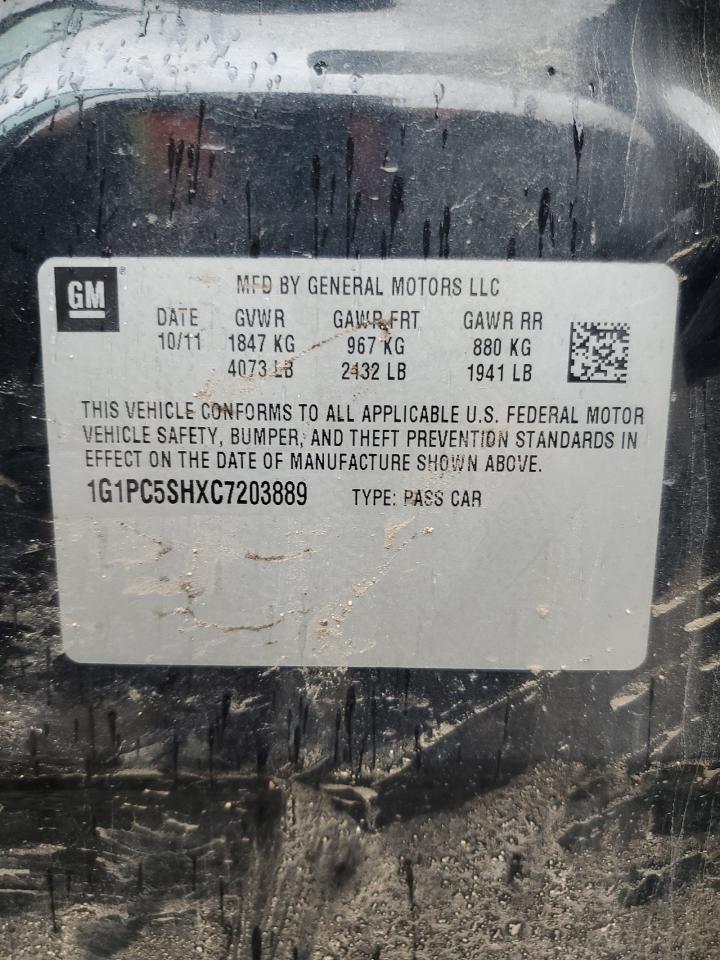 GM®
MFD BY GENERAL MOTORS LLC
DATE GVWR GAWR FRT GAWR RR
10/11 1847 KG 967 KG 880 KG
4073 LB 2132 LB 1941 LB
THIS VEHICLE CONFORMS TO ALL APPLICABLE U.S. FEDERAL MOTOR
VEHICLE SAFETY, BUMPER, AND THEFT PREVENTION STANDARDS IN
EFFECT ON THE DATE OF MANUFACTURE SHOWN ABOVE.
1G1PC5SHXC7203889 TYPE: PASS CAR